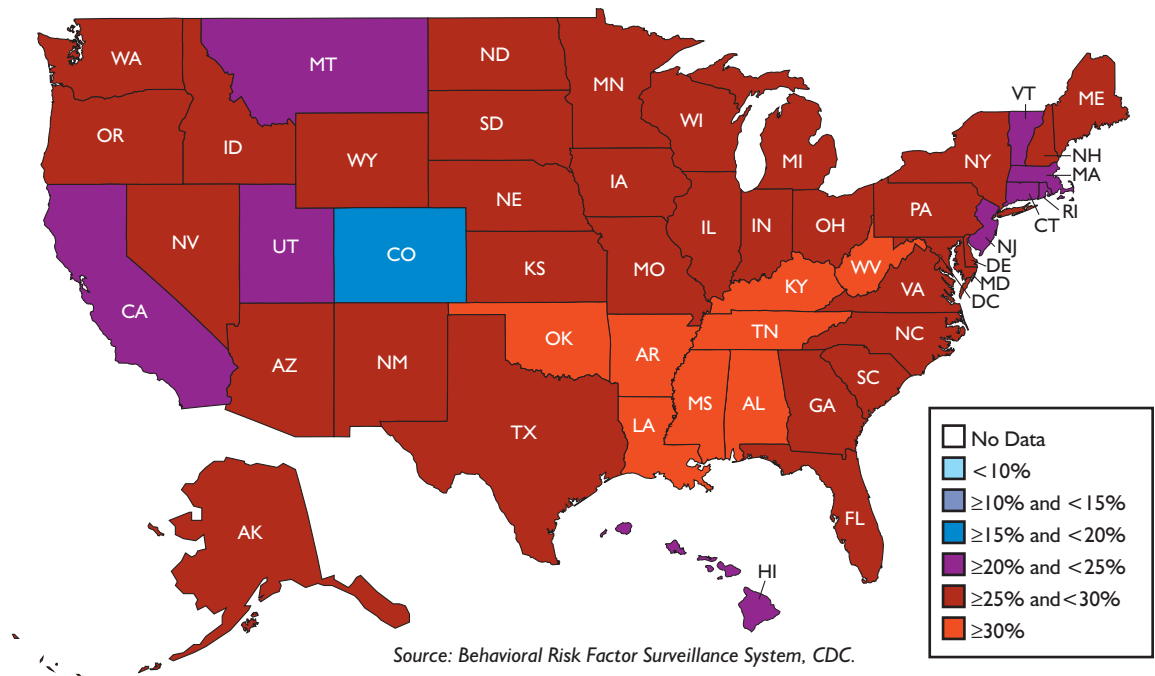 WA
MT
ND
MN
VT
ME
OR
ID
SD
WI
WY
MI
NY
NH
MA
IA
NE
PA
RI
CT
NV
UT
CO
IL
IN
OH
NJ
KS
MO
WV
DE
MD
KY
VA
DC
CA
TN
NC
OK
AR
AZ
NM
SC
MS
AL
GA
LA
TX
FL
AK
HI
No Data
<10%
≥10% and <15%
≥15% and <20%
≥20% and <25%
≥25% and<30%
≥30%
Source: Behavioral Risk Factor Surveillance System, CDC.